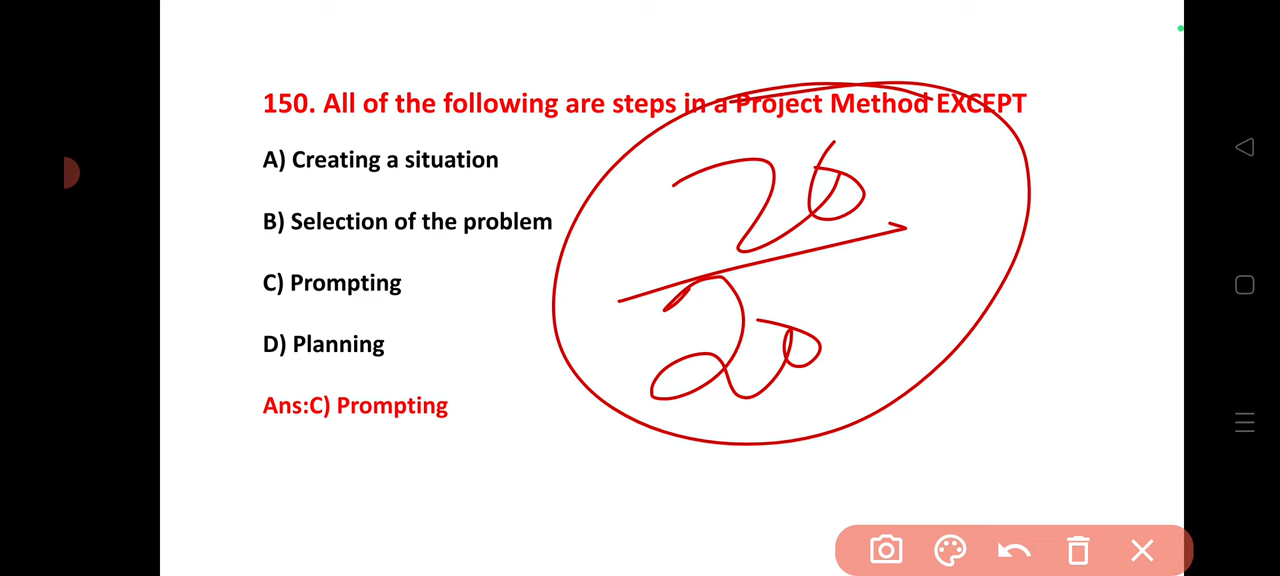 150. All of the following are steps in a Project Method EXCEPT
A) Creating a situation
B) Selection of the problem
C) Prompting
D) Planning
Ans:C) Prompting
20